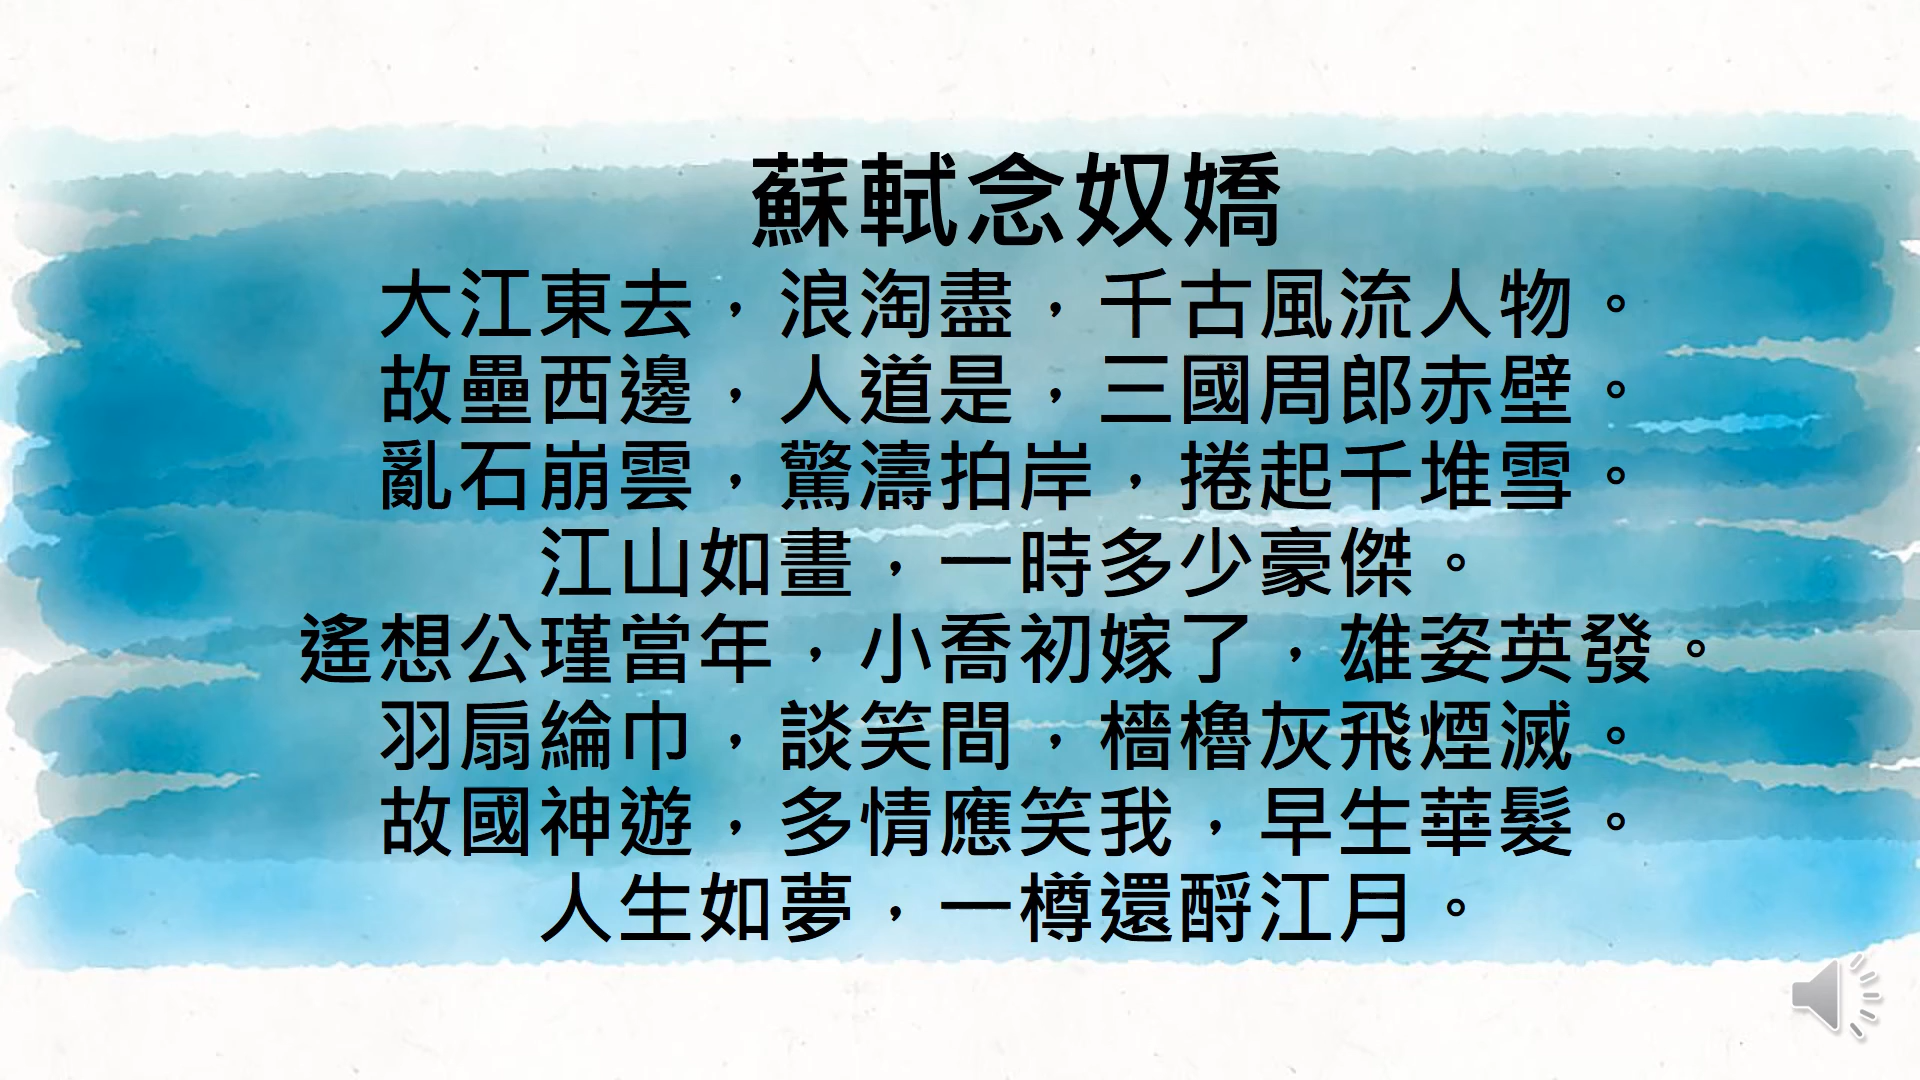 蘇軾念奴嬌
大江東去，浪淘盡，千古風流人物。
故壘西邊，人道是，三國周郎赤壁。
亂石崩雲，驚濤拍岸，捲起千堆雪。
江山如畫，一時多少豪傑。
遙想公瑾當年，小喬初嫁了，雄姿英發。
羽扇綸巾，談笑間，檣櫓灰飛煙滅。
故國神遊，多情應笑我，早生華髮。
人生如夢，一樽還酹江月。